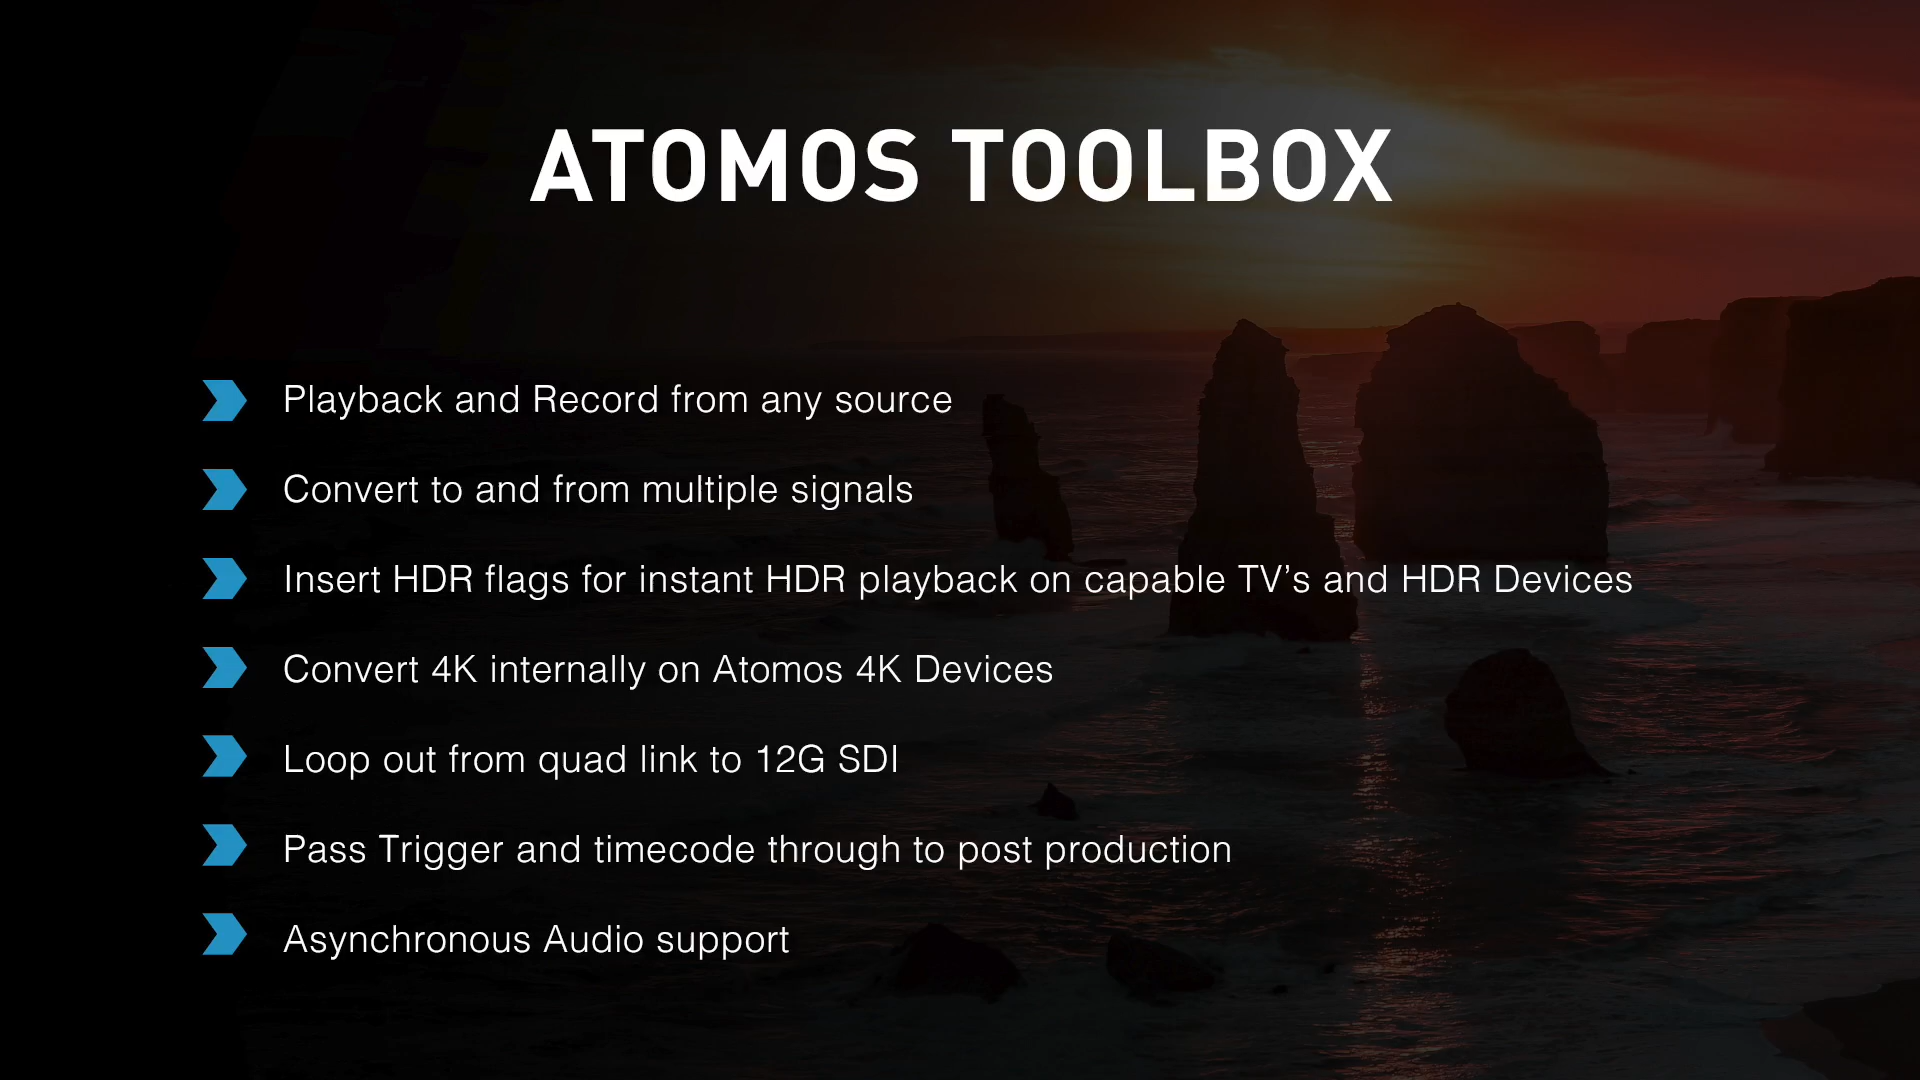 ATOMOS TOOLBOX
Playback and Record from any source
Convert to and from multiple signals
Insert HDR flags for instant HDR playback on capable TV’s and HDR Devices
Convert 4K internally on Atomos 4K Devices
Loop out from quad link to 12G SDI
Pass Trigger and timecode through to post production
Asynchronous Audio support